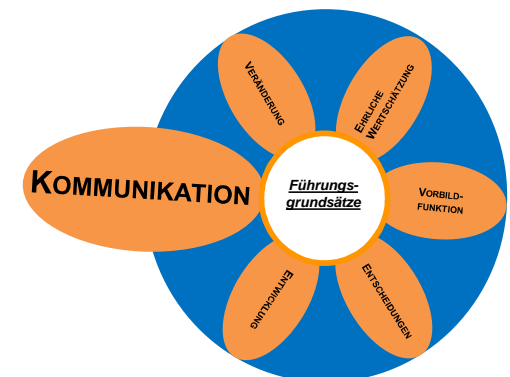 VERÄNDERUNG
EHRLICHE
WERTSCHÄTZUNG
KOMMUNIKATION
Führungs-
grundsätze
VORBILD-
FUNKTION
ENTWICKLUNG
ENTSCHEIDUNGEN